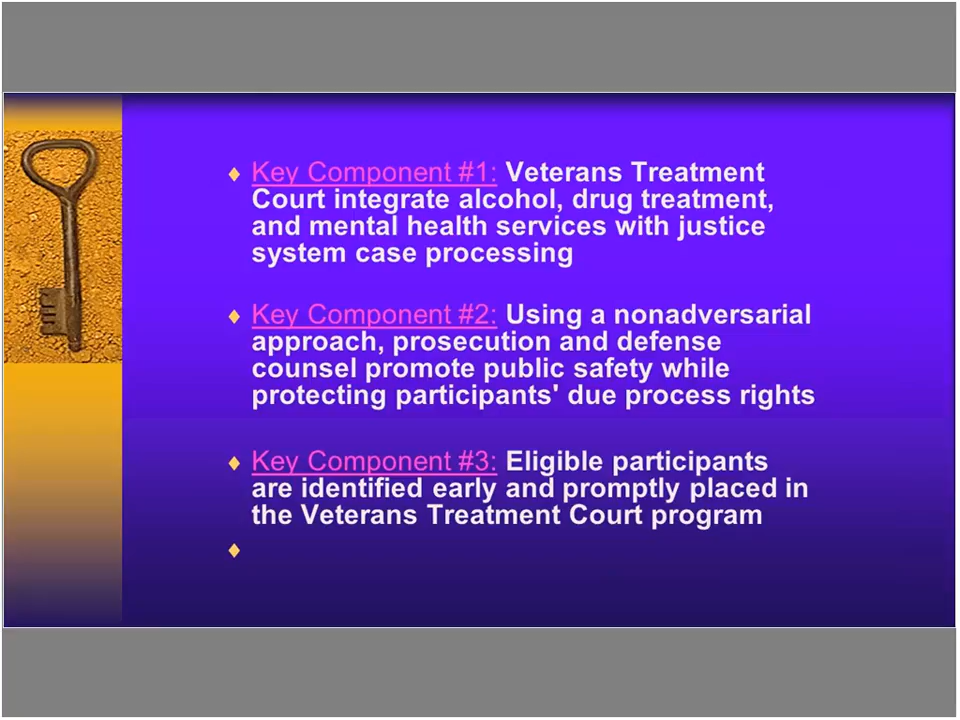 Key Component #1: Veterans Treatment
Court integrate alcohol, drug treatment,
and mental health services with justice
system case processing
Key Component #2: Using a nonadversarial
approach, prosecution and defense
counsel promote public safety while
protecting participants' due process rights
Key Component #3: Eligible participants
are identified early and promptly placed in
the Veterans Treatment Court program